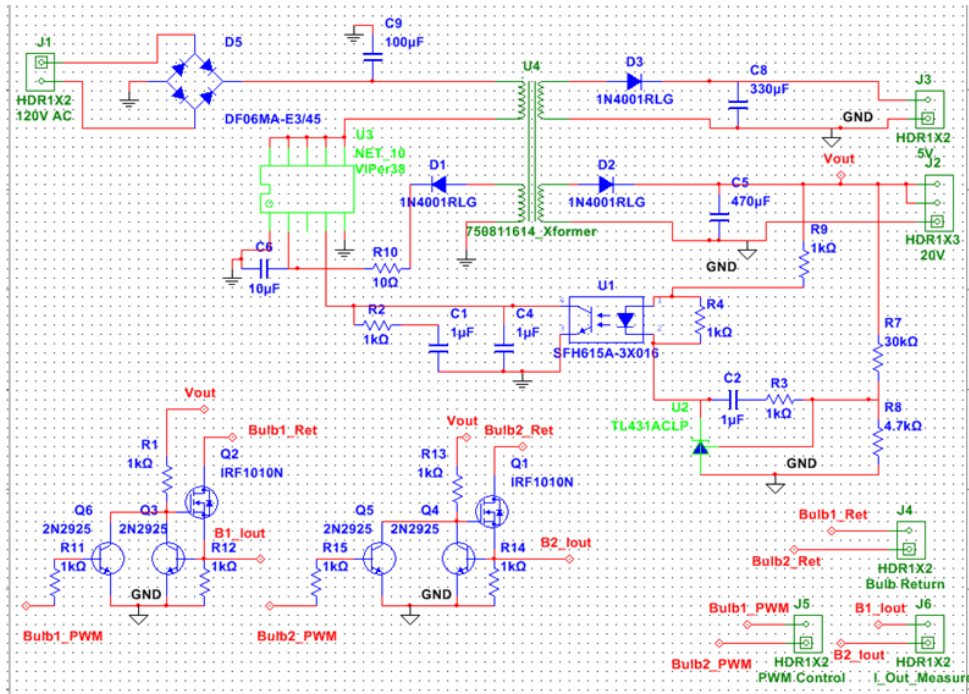 J1
HDR1X2
120V AC
D5
DF06MA-E3/45
C9
100µF
U4
D3
1N4001RLG
C8
330µF
J3
GND
HDR1X2
5V
U3
NET_10
VIPer38
D1
1N4001RLG
D2
1N4001RLG
750811614_Xformer
C5
470µF
Vout
J2
HDR1X3
20V
GND
R9
1kΩ
C6
10µF
R10
10Ω
R2
1kΩ
C1
1µF
C4
1µF
U1
4
3
1
2
SFH615A-3X016
R4
1kΩ
R7
30kΩ
C2
1µF
R3
1kΩ
U2
TL431ACLP
R8
4.7kΩ
GND
Vout
Bulb1_Ret
R1
1kΩ
Q2
IRF1010N
Q6
2N2925
Q3
2N2925
R11
1kΩ
R12
1kΩ
B1_Iout
GND
Bulb1_PWM
Vout
Bulb2_Ret
R13
1kΩ
Q1
IRF1010N
Q5
2N2925
Q4
2N2925
R15
1kΩ
R14
1kΩ
B2_Iout
GND
Bulb2_PWM
Bulb1_Ret
J4
Bulb2_Ret
HDR1X2
Bulb Return
Bulb1_PWM
J5
Bulb2_PWM
HDR1X2
PWM Control
B1_Iout
J6
B2_Iout
HDR1X2
I_Out_Measur